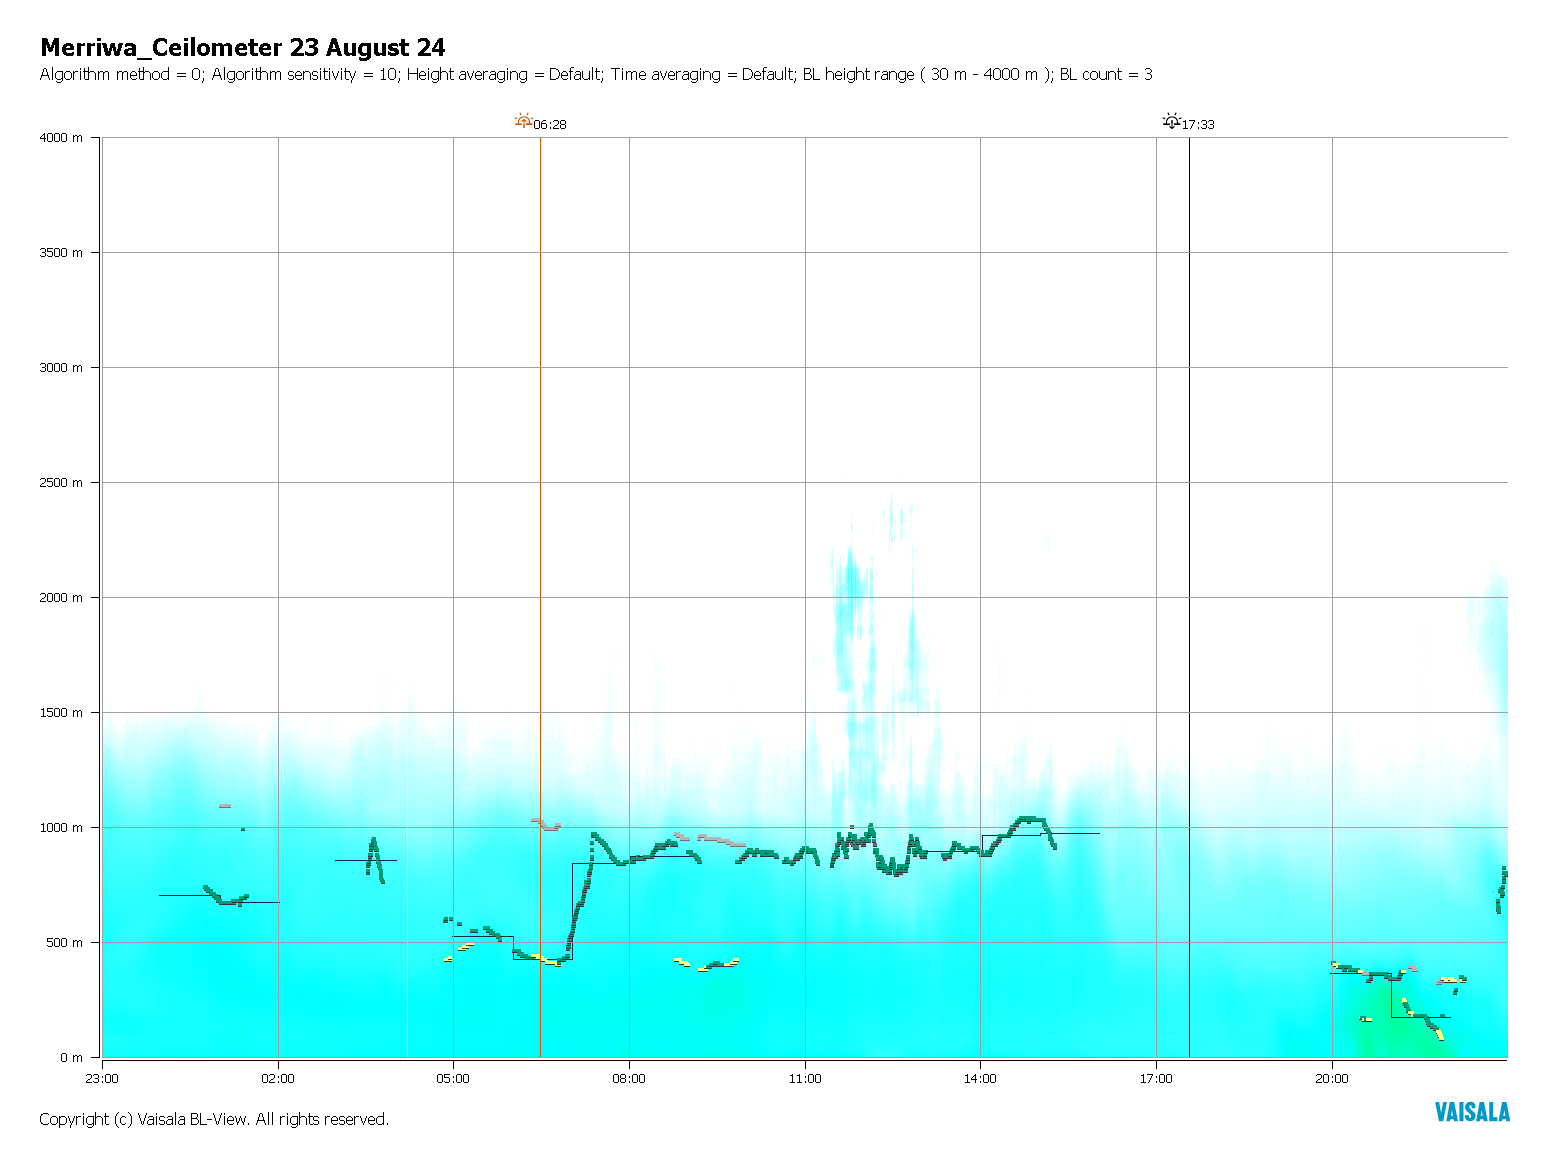 Merriwa_Ceilometer 23 August 24
Algorithm method = 0; Algorithm sensitivity = 10; Height averaging = Default; Time averaging = Default; BL height range ( 30 m - 4000 m ); BL count = 3
06:28
17:33
4000 m
3500 m
3000 m
2500 m
2000 m
1500 m
1000 m
500 m
0 m
23:00
02:00
05:00
08:00
11:00
14:00
17:00
20:00
Copyright (c) Vaisala BL-View. All rights reserved.
VAISALA